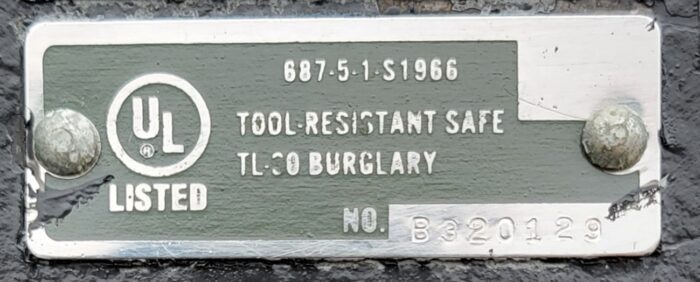 687-5-1-S1966
UL ®
LISTED
TOOL-RESISTANT SAFE
TL-30 BURGLARY
NO. B320129